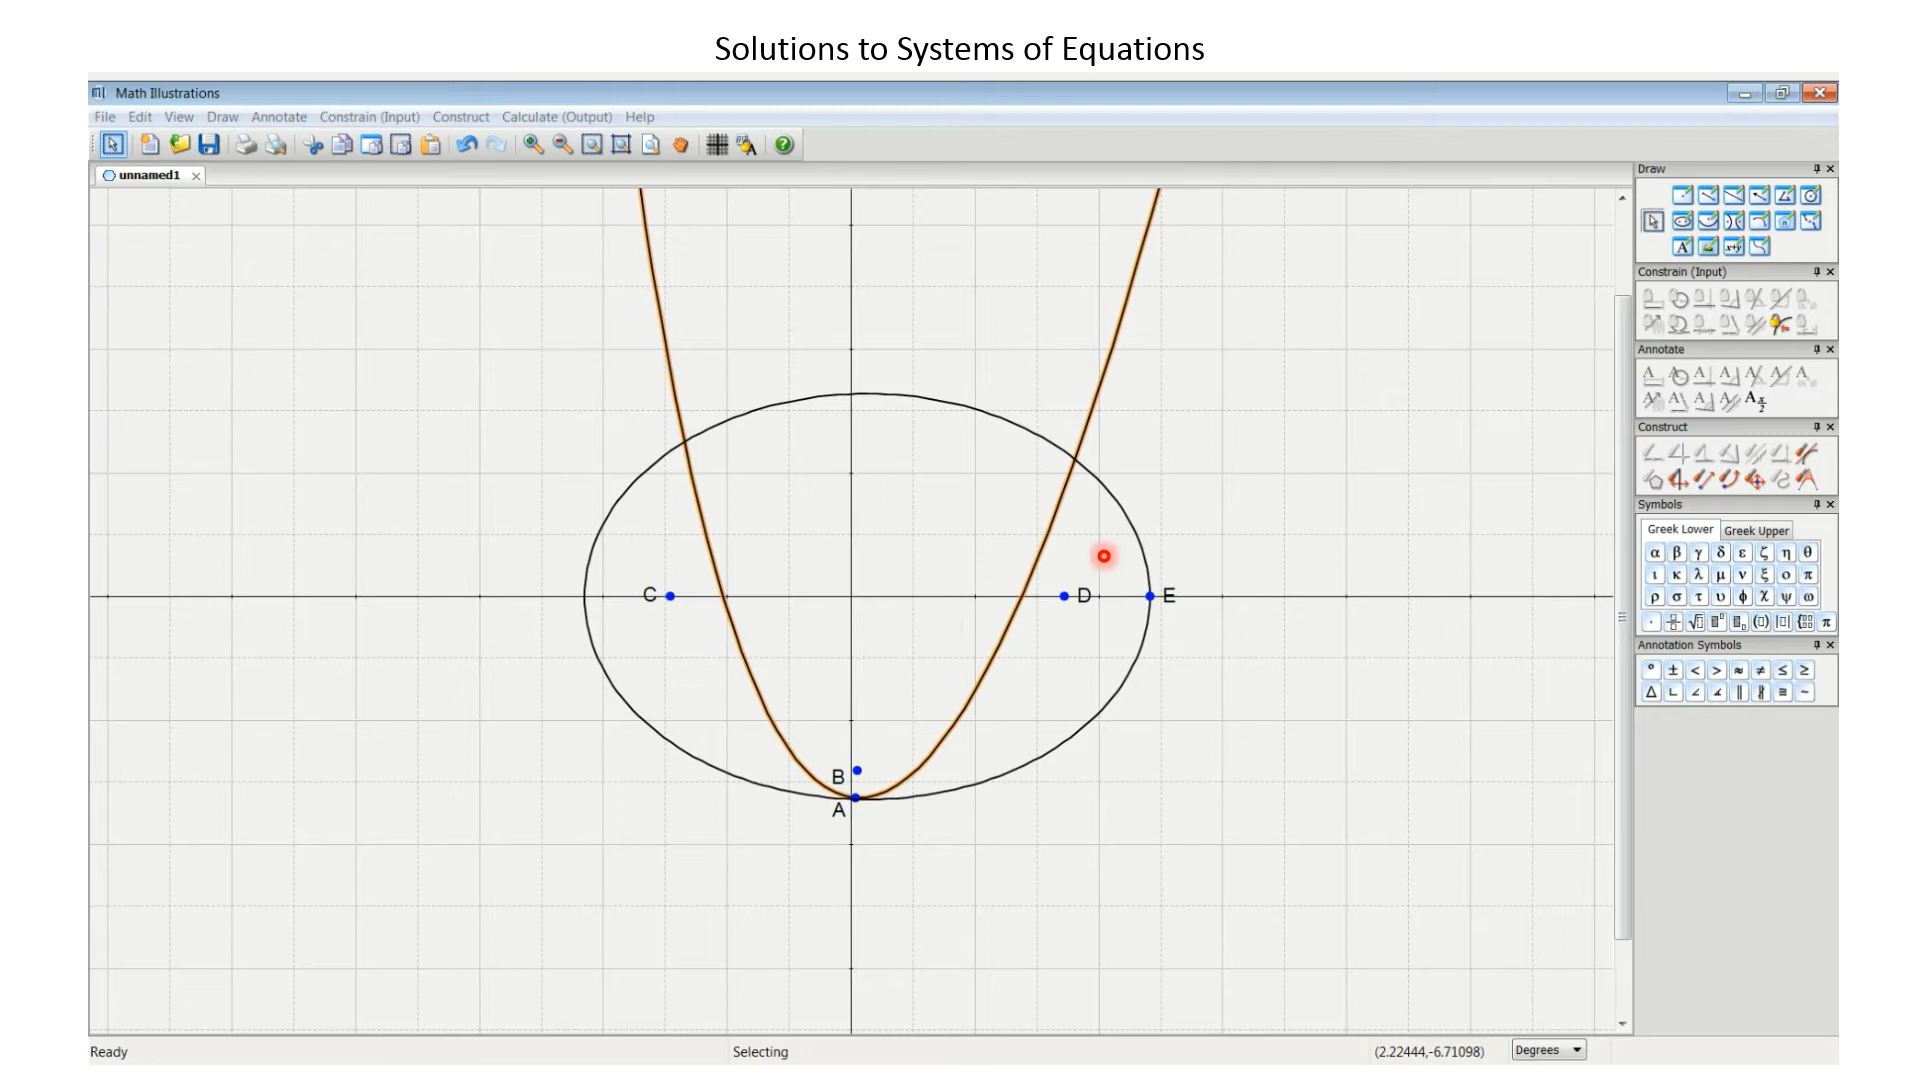 Solutions to Systems of Equations
Math Illustrations
File Edit View Draw Annotate Constrain (Input) Construct Calculate (Output) Help
unnamed1
Draw
A
x+y
Constrain (Input)
Annotate
Construct
Symbols
Greek Lower Greek Upper
α β γ δ ε ζ η θ
ι κ λ μ ν ξ ο π
ρ σ τ υ ϕ χ ψ ω
π
Annotation Symbols
° ± < > ≈ ≠ ≤ ≥
Δ ∟ ∠ ∡ ∥ ∦ ≅ ~
C
D
E
B
A
Ready Selecting (2.22444,-6.71098) Degrees